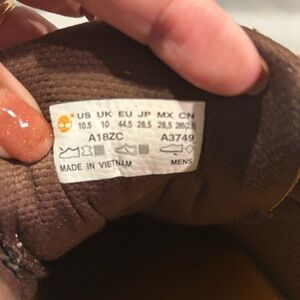 US UK EU JP MX CN
10.5 10 44.5 28.5 28,5 285(2.5)
A18ZC A3749
MADE IN VIETNAM MENS